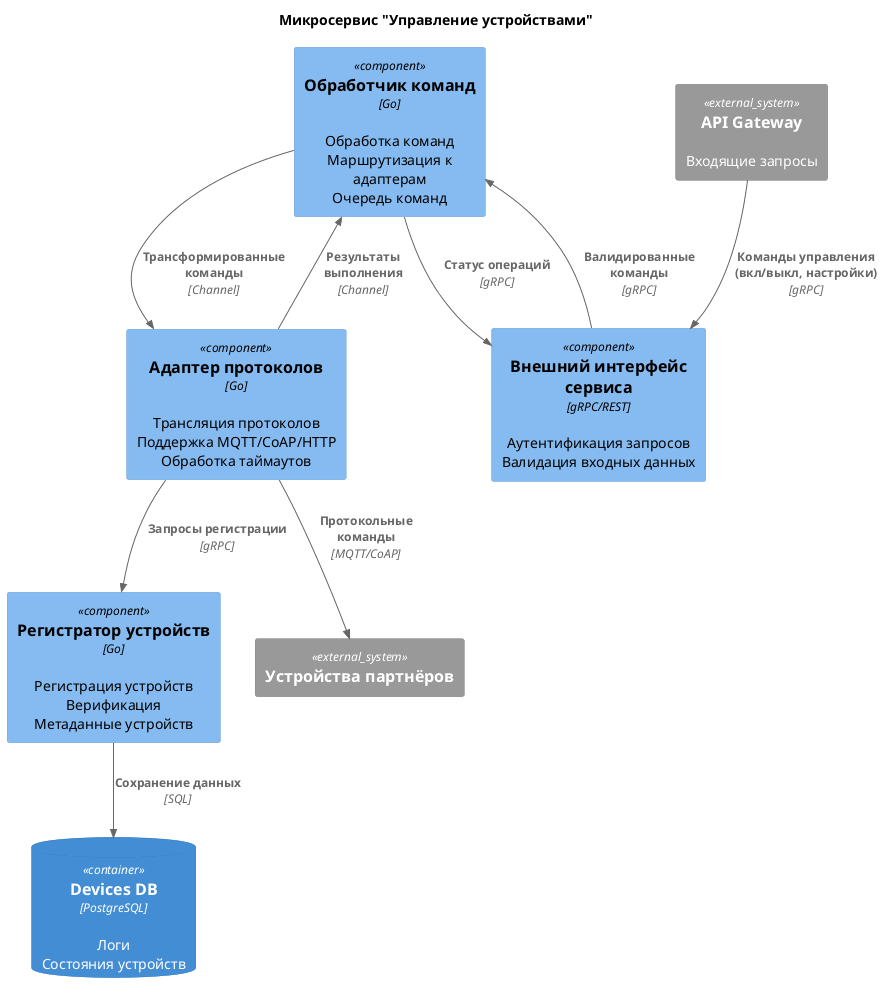 Микросервис "Управление устройствами"
«component»
Обработчик команд
[Go]
Обработка команд
Маршрутизация к
адаптерам
Очередь команд
«external_system»
API Gateway
Входящие запросы
Трансформированные
команды
[Channel]
Результаты
выполнения
[Channel]
Статус операций
[gRPC]
Валидированные
команды
[gRPC]
Команды управления
(вкл/выкл, настройки)
[gRPC]
«component»
Адаптер протоколов
[Go]
Трансляция протоколов
Поддержка MQTT/CoAP/HTTP
Обработка таймаутов
«component»
Внешний интерфейс
сервиса
[gRPC/REST]
Аутентификация запросов
Валидация входных данных
Запросы регистрации
[gRPC]
Протокольные
команды
[MQTT/CoAP]
«component»
Регистратор устройств
[Go]
Регистрация устройств
Верификация
Метаданные устройств
«external_system»
Устройства партнёров
Сохранение данных
[SQL]
«container»
Devices DB
[PostgreSQL]
Логи
Состояния устройств